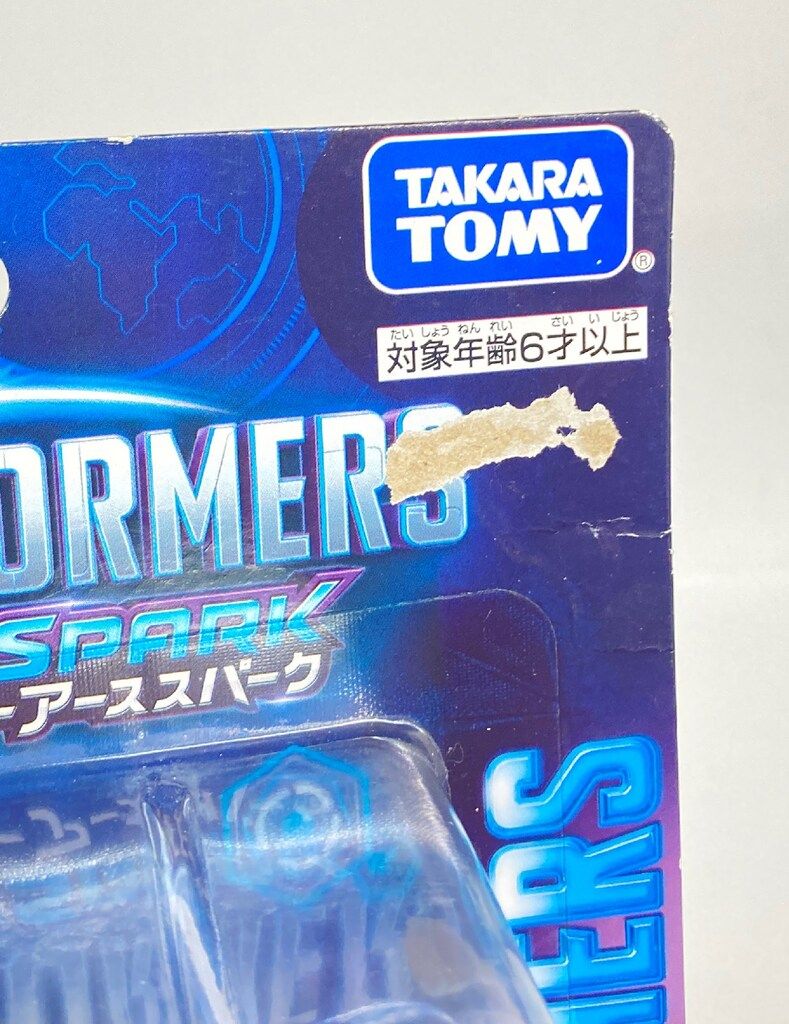 TAKARA
TOMY
®
たいしょうねんれい さい いじょう
対象年齢6才以上
ORMERS
SPARK
ーアーススパーク
ERS